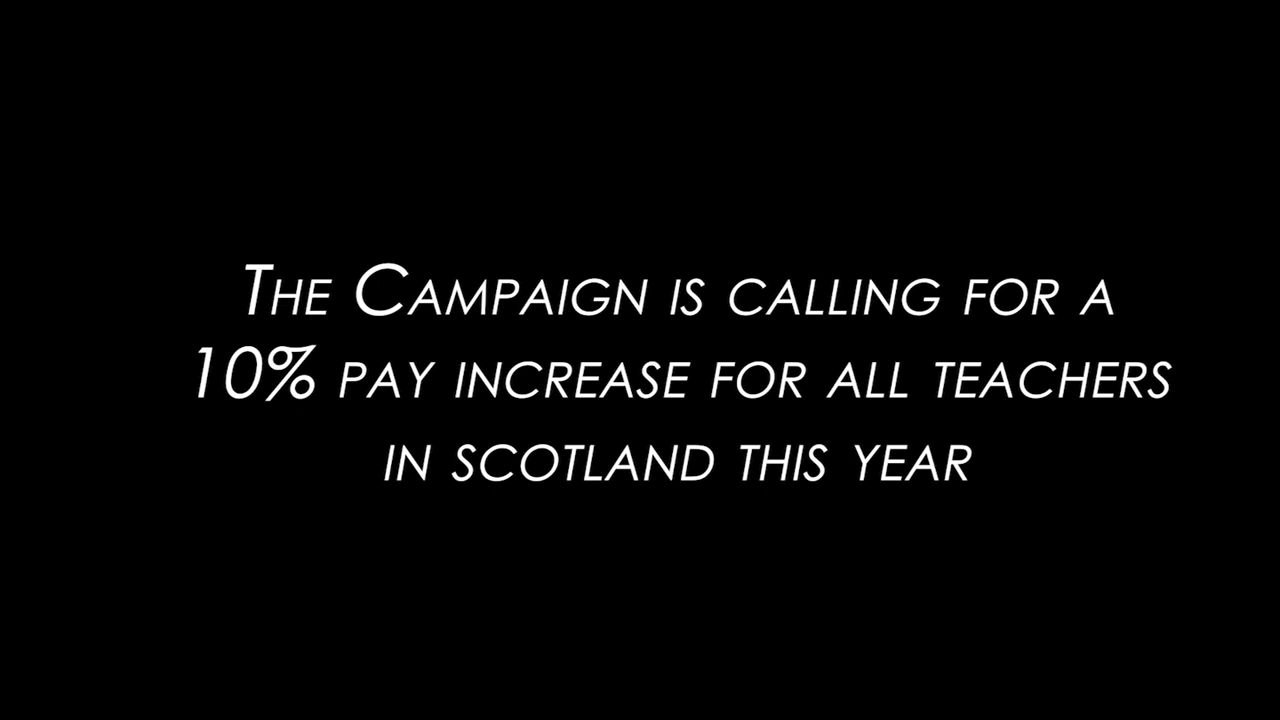 The Campaign is calling for a
10% pay increase for all teachers
in scotland this year